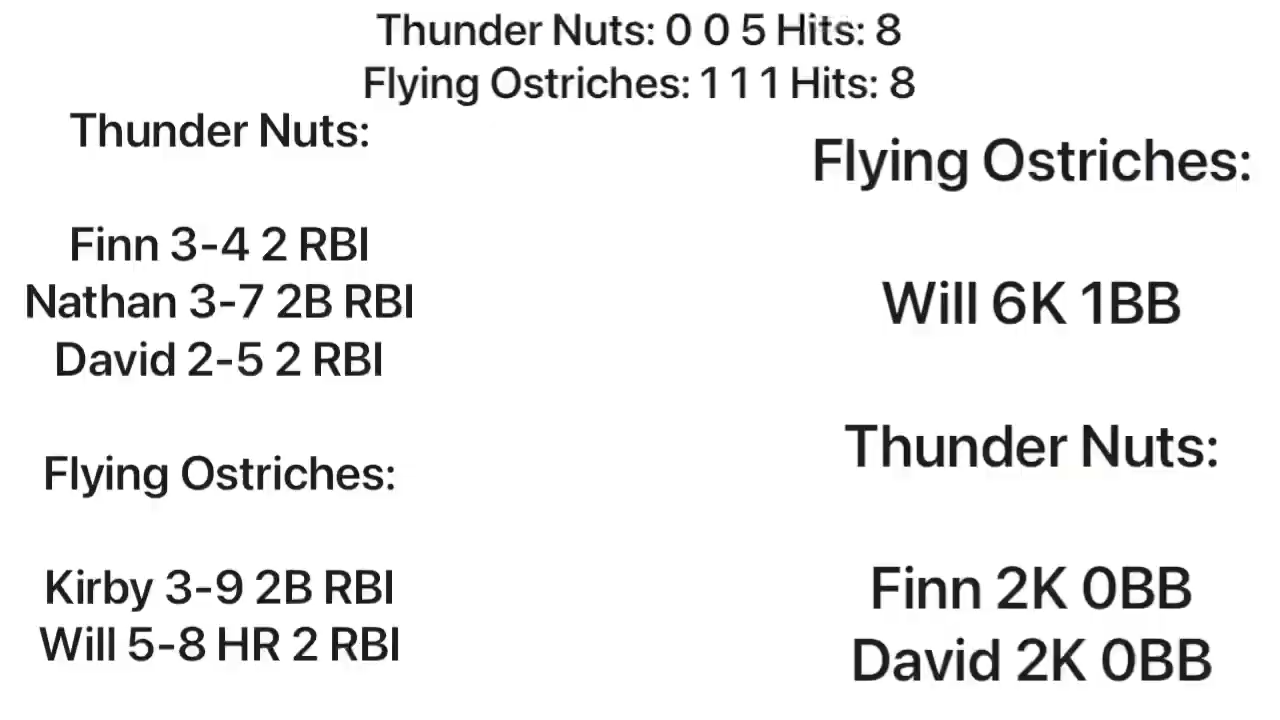 Thunder Nuts: 0 0 5 Hits: 8
Flying Ostriches: 1 1 1 Hits: 8
Thunder Nuts:
Finn 3-4 2 RBI
Nathan 3-7 2B RBI
David 2-5 2 RBI
Flying Ostriches:
Kirby 3-9 2B RBI
Will 5-8 HR 2 RBI
Flying Ostriches:
Will 6K 1BB
Thunder Nuts:
Finn 2K 0BB
David 2K 0BB